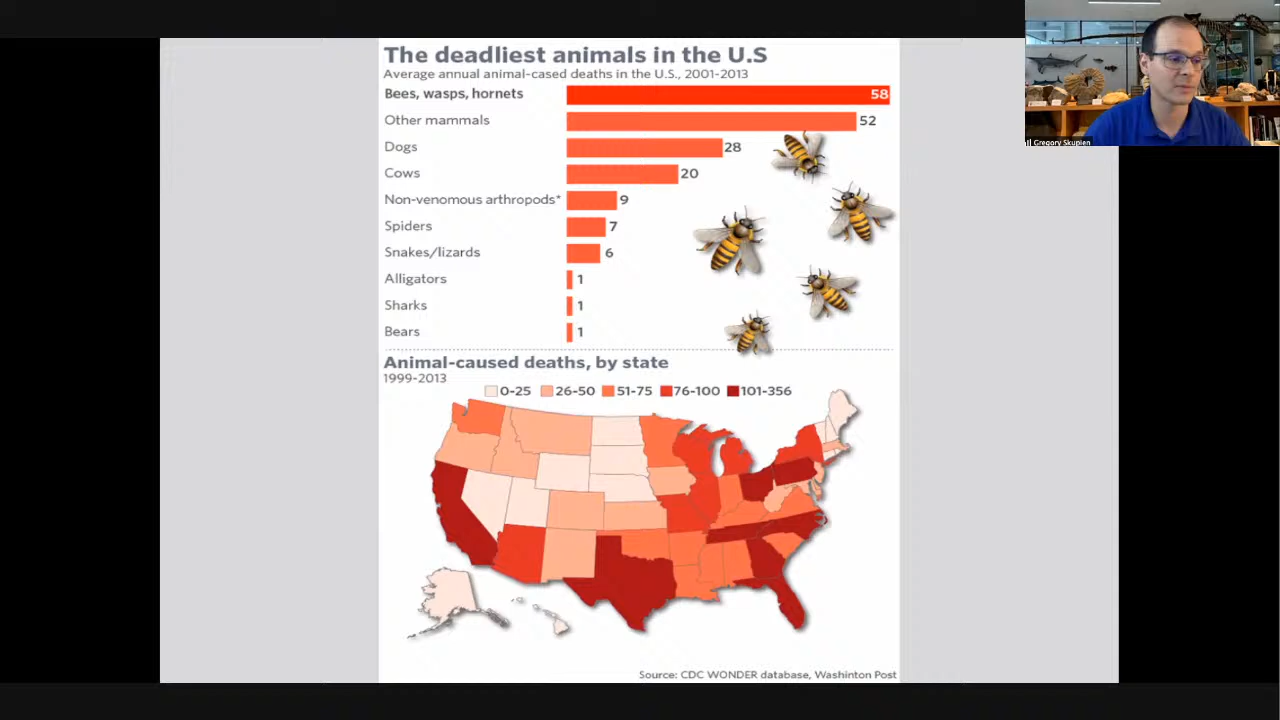 The deadliest animals in the U.S
Average annual animal-cased deaths in the U.S., 2001-2013
Bees, wasps, hornets 58
Other mammals 52
Dogs 28
Cows 20
Non-venomous arthropods* 9
Spiders 7
Snakes/lizards 6
Alligators 1
Sharks 1
Bears 1
Animal-caused deaths, by state
1999-2013
0-25 26-50 51-75 76-100 101-356
Source: CDC WONDER database, Washinton Post
Gregory Skupien